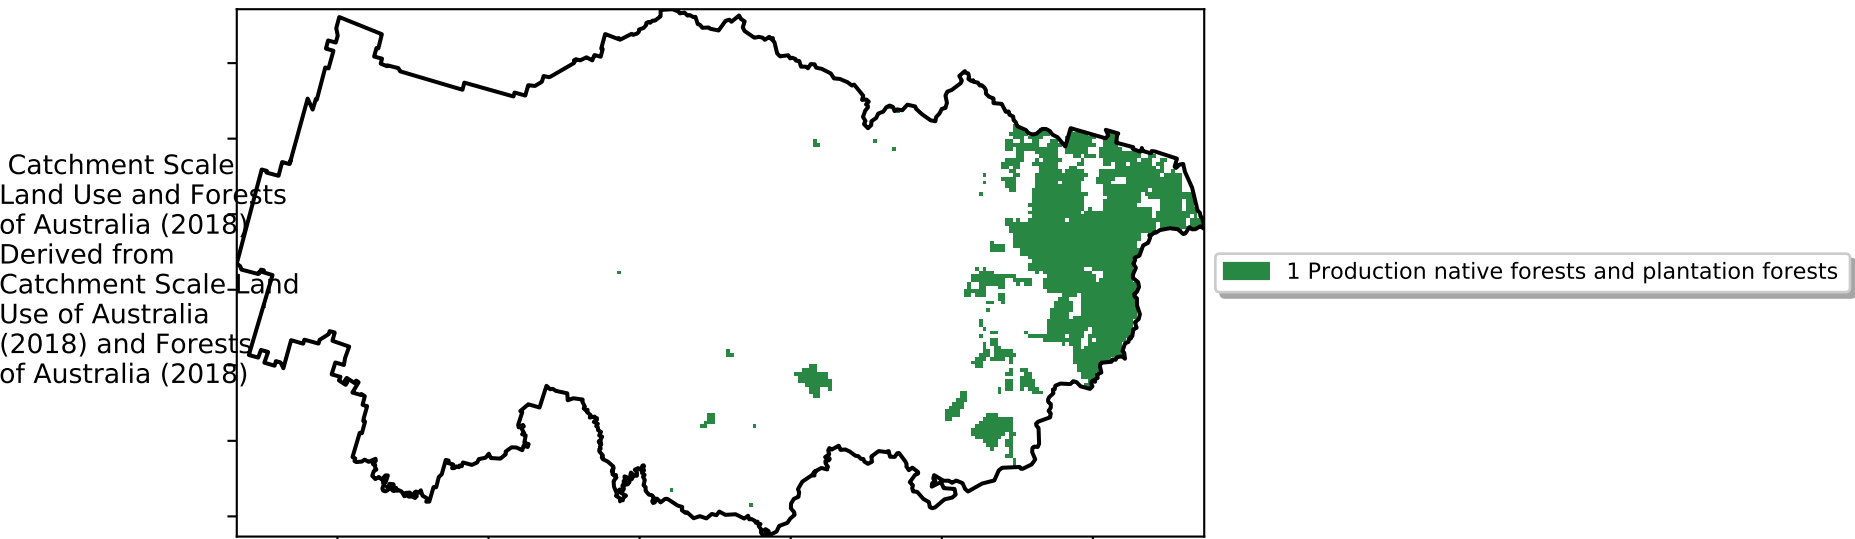 Catchment Scale
Land Use and Forests
of Australia (2018)
Derived from
Catchment Scale Land
Use of Australia
(2018) and Forests
of Australia (2018)
1 Production native forests and plantation forests